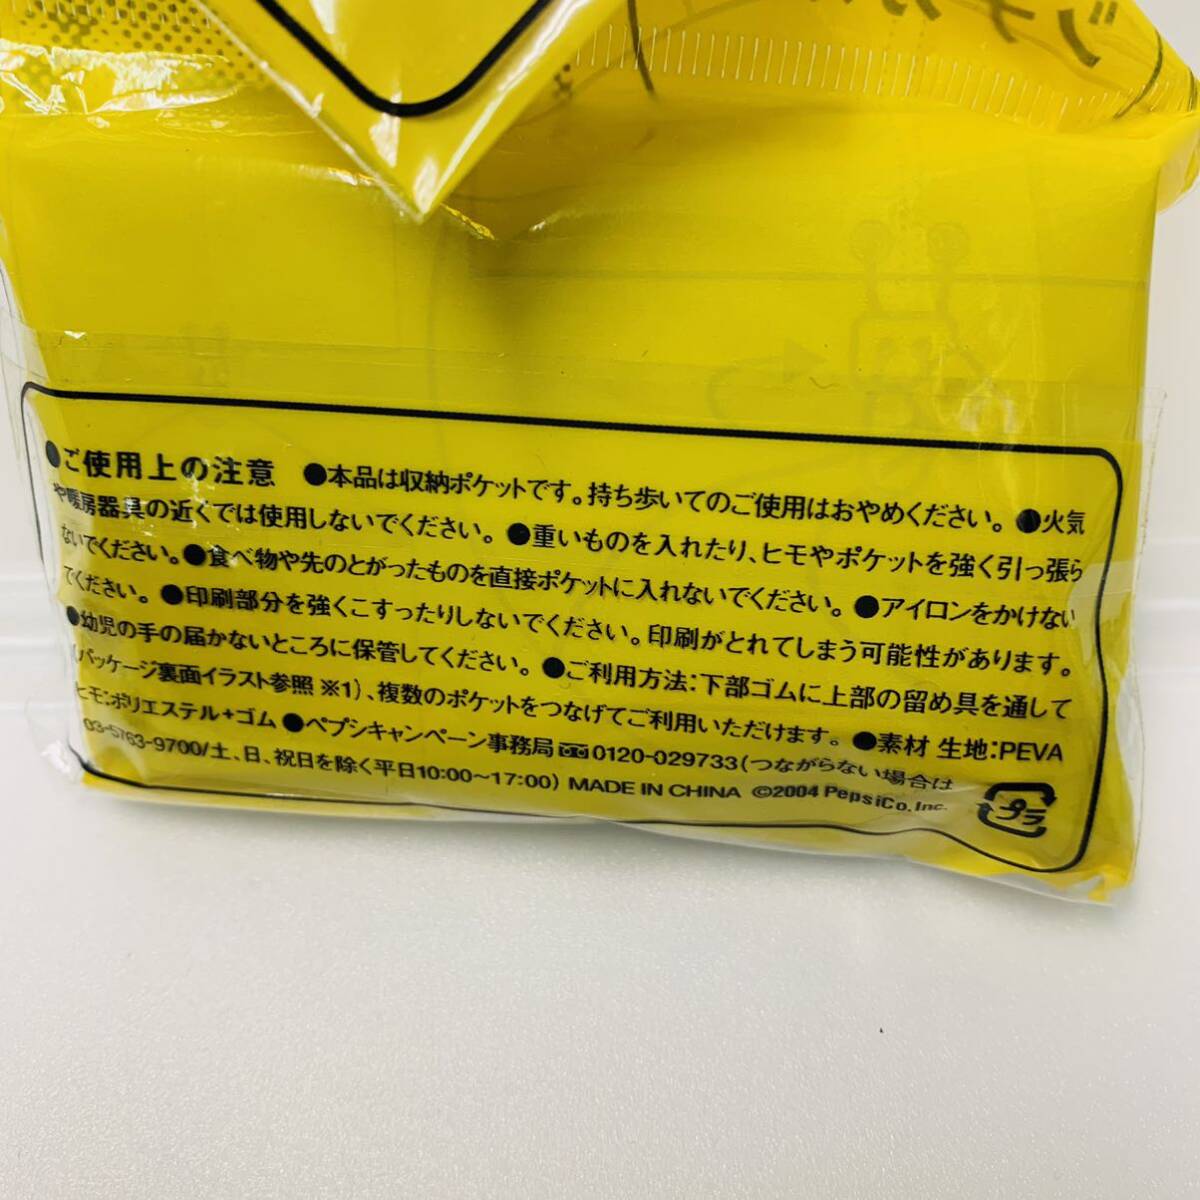 ●ご使用上の注意 ●本品は収納ポケットです。持ち歩いてのご使用はおやめください。 ●火気
や暖房器具の近くでは使用しないでください。 ●重いものを入れたり、ヒモやポケットを強く引っ張ら
ないでください。●食べ物や先のとがったものを直接ポケットに入れないでください。 ●アイロンをかけない
でください。 ●印刷部分を強くこすったりしないでください。印刷がとれてしまう可能性があります。
●幼児の手の届かないところに保管してください。 ●ご利用方法:下部ゴムに上部の留め具を通して
(パッケージ裏面イラスト参照 ※1)、複数のポケットをつなげてご利用いただけます。 ●素材 生地:PEVA
ヒモ:ポリエステル+ゴム ●ペプシキャンペーン事務局 0120-029733(つながらない場合は
03-5763-9700/土、日、祝日を除く平日10:00〜17:00) MADE IN CHINA ©2004 PepsiCo, Inc.
プラ